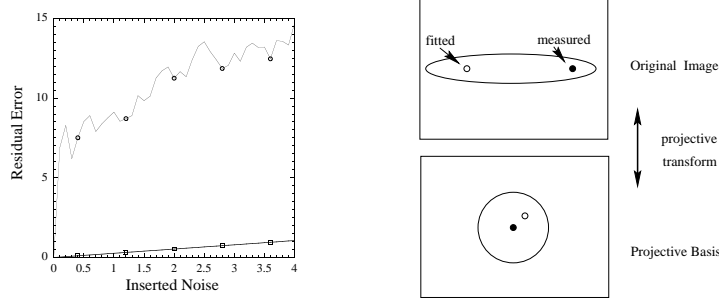 15
10
5
0
0
0.5
1
1.5
2
2.5
3
3.5
4
Residual Error
Inserted Noise
fitted
measured
Original Image
projective
transform
Projective Basis